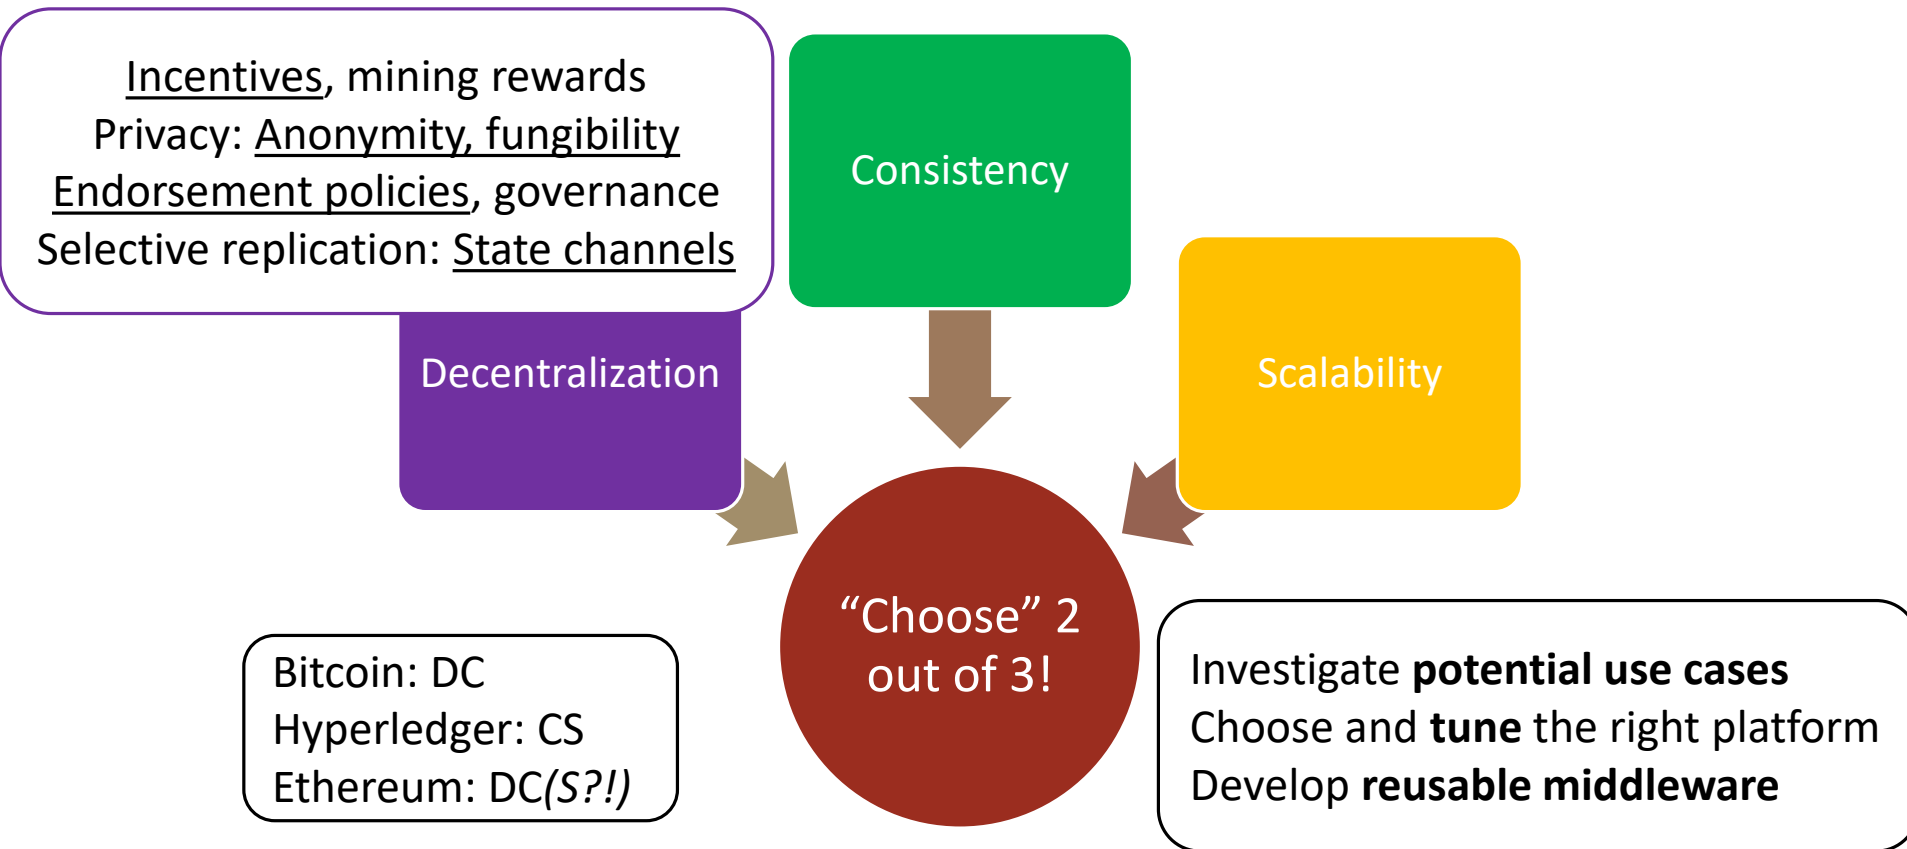 Incentives, mining rewards
Privacy: Anonymity, fungibility
Endorsement policies, governance
Selective replication: State channels
Consistency
Decentralization
Scalability
“Choose” 2
out of 3!
Bitcoin: DC
Hyperledger: CS
Ethereum: DC(S?!)
Investigate potential use cases
Choose and tune the right platform
Develop reusable middleware